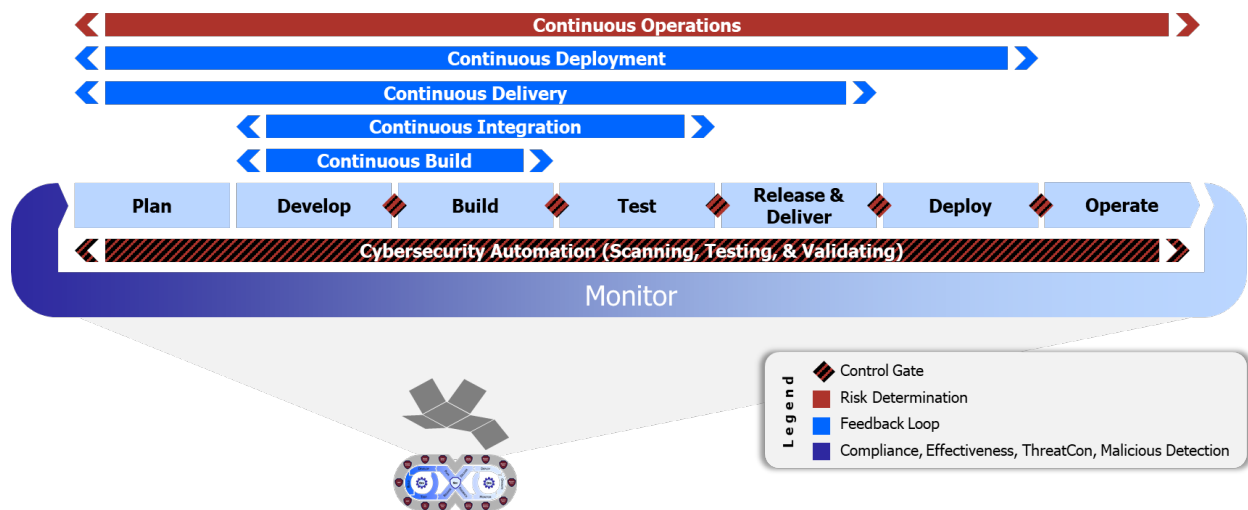 Continuous Operations
Continuous Deployment
Continuous Delivery
Continuous Integration
Continuous Build
Plan
Develop
Build
Test
Release &
Deliver
Deploy
Operate
Cybersecurity Automation (Scanning, Testing, & Validating)
Monitor
Legend
Control Gate
Risk Determination
Feedback Loop
Compliance, Effectiveness, ThreatCon, Malicious Detection